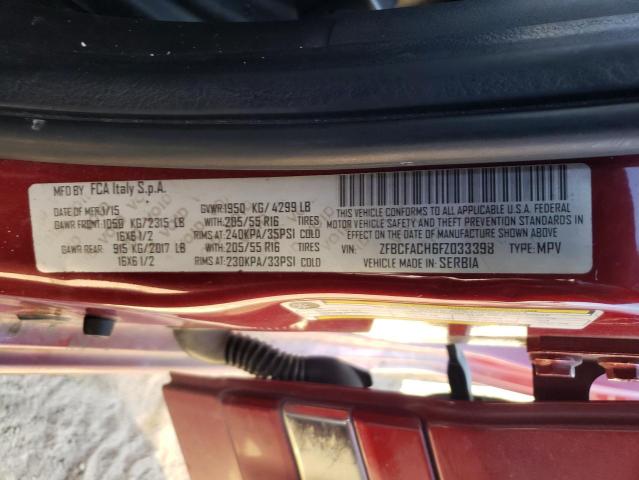 MFD BY FCA Italy S.p.A.
DATE OF MFR 1/15 GVWR 1950 KG/ 4299 LB
GAWR FRONT 1050 KG/2315 LB WITH. 205/55 R16 TIRES
16X6 1/2 RIMS AT: 240KPA/35PSI COLD
GAWR REAR: 915 KG/2017 LB WITH. 205/55 R16 TIRES
16X6 1/2 RIMS AT: 230KPA/33PSI COLD
THIS VEHICLE CONFORMS TO ALL APPLICABLE U.S.A. FEDERAL
MOTOR VEHICLE SAFETY BUMPER, AND THEFT PREVENTION STANDARDS
IN EFFECT ON THE DATE OF MANUFACTURE SHOWN ABOVE.
VIN: ZFBCFACH6FZ033398 TYPE: MPV
VEHICLE MADE IN: SERBIA